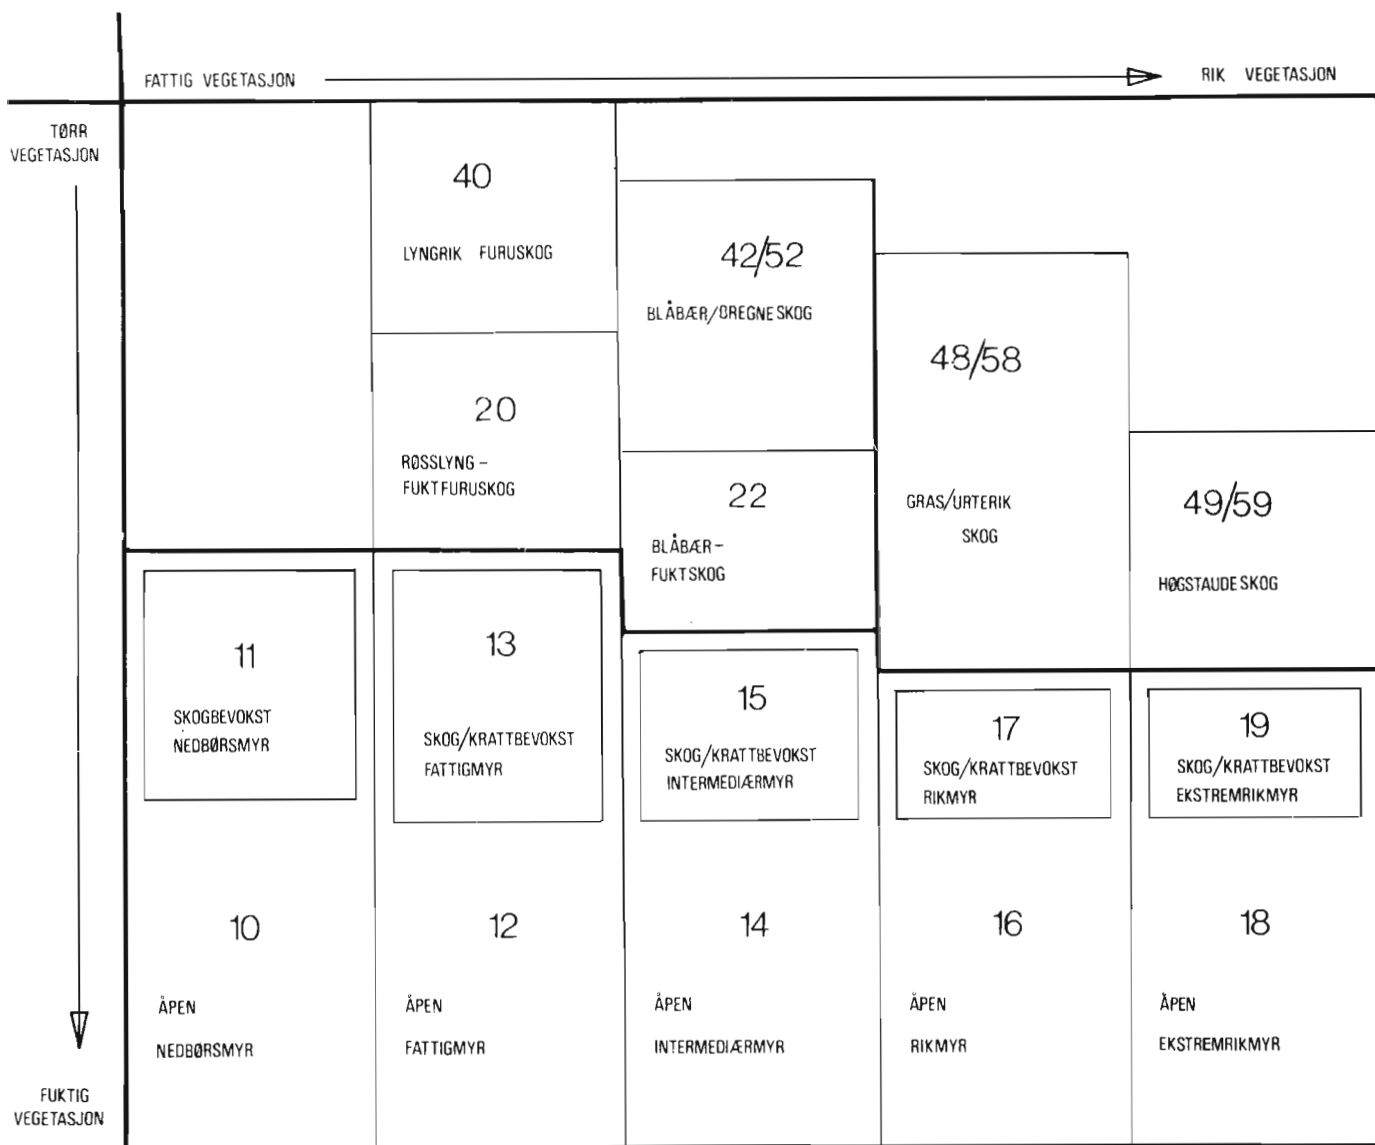 FATTIG VEGETASJON
RIK VEGETASJON
TØRR
VEGETASJON
40
LYNGRIK FURUSKOG
42/52
BLÅBÆR/BREGNESKOG
48/58
GRAS/URTERIK
SKOG
49/59
HØGSTAUDESKOG
20
RØSSLYNG-
FUKTFURUSKOG
22
BLÅBÆR-
FUKTSKOG
11
SKOGBEVOKST
NEDBØRSMYR
13
SKOG/KRATTBEVOKST
FATTIGMYR
15
SKOG/KRATTBEVOKST
INTERMEDIÆRMYR
17
SKOG/KRATTBEVOKST
RIKMYR
19
SKOG/KRATTBEVOKST
EKSTREMRIKMYR
10
ÅPEN
NEDBØRSMYR
12
ÅPEN
FATTIGMYR
14
ÅPEN
INTERMEDIÆRMYR
16
ÅPEN
RIKMYR
18
ÅPEN
EKSTREMRIKMYR
FUKTIG
VEGETASJON